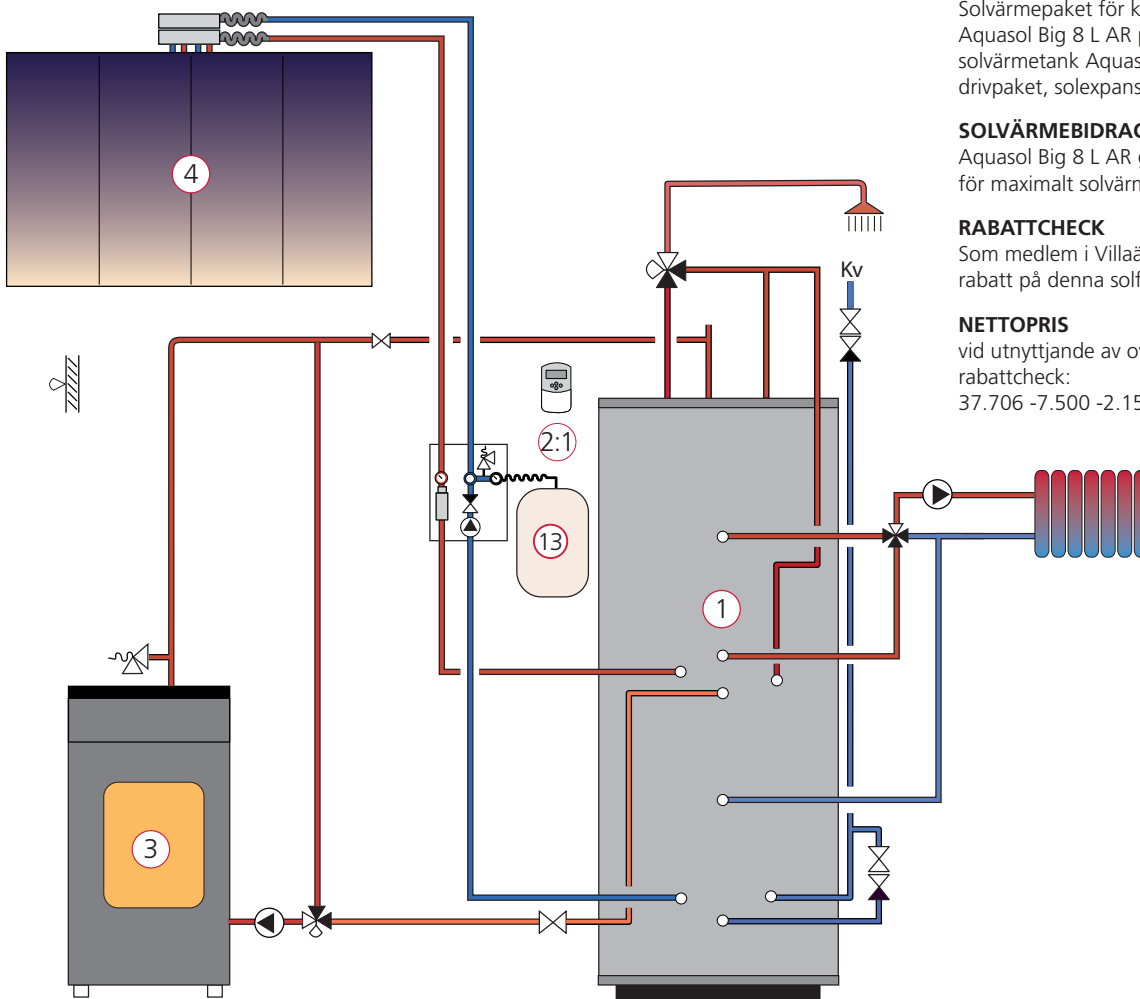 Solvärmepaket för k
Aquasol Big 8 L AR p
solvärmetank Aquas
drivpaket, solexpans
SOLVÄRMEBIDRAG
Aquasol Big 8 L AR g
för maximalt solvärm
RABATTCHECK
Som medlem i Villaä
rabatt på denna solf
NETTOPRIS
vid utnyttjande av ov
rabattcheck:
37.706 -7.500 -2.15
4
Kv
2:1
13
1
3